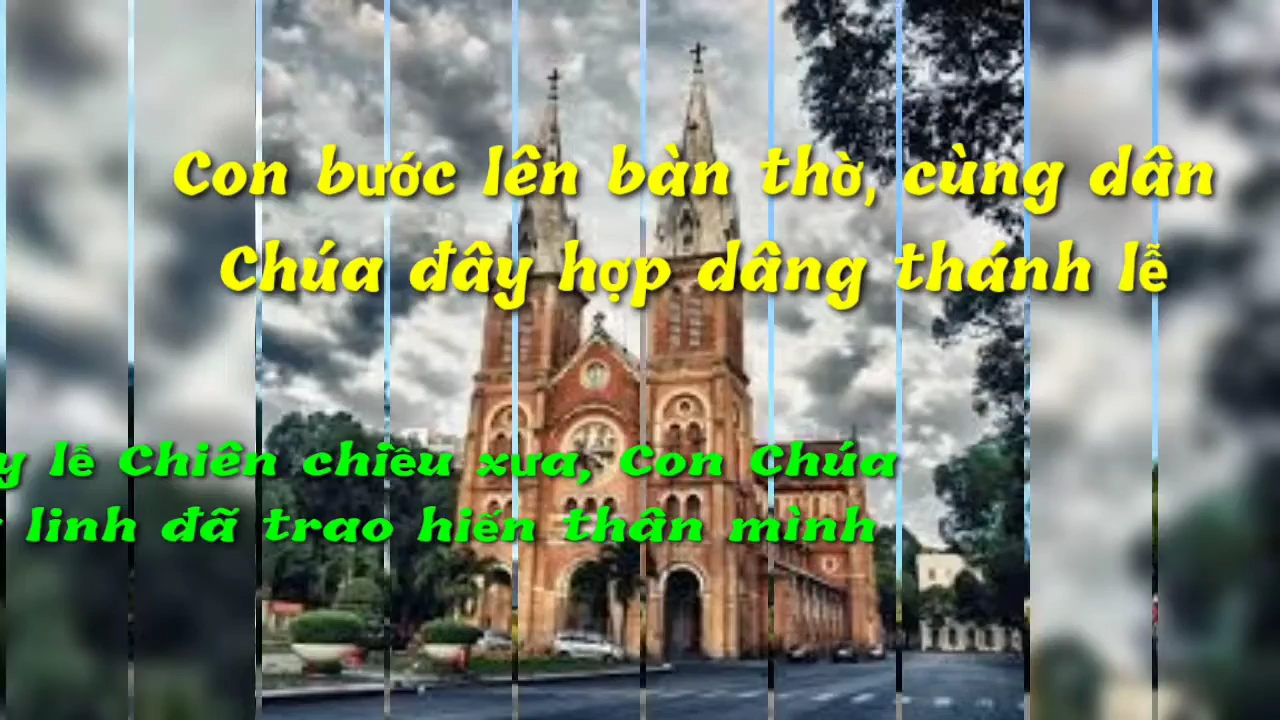 Con bước lên bàn thờ, cùng dân
Chúa đây hợp dâng thánh lễ
lễ Chiên chiều xưa, Con Chúa
linh đã trao hiến thân mình